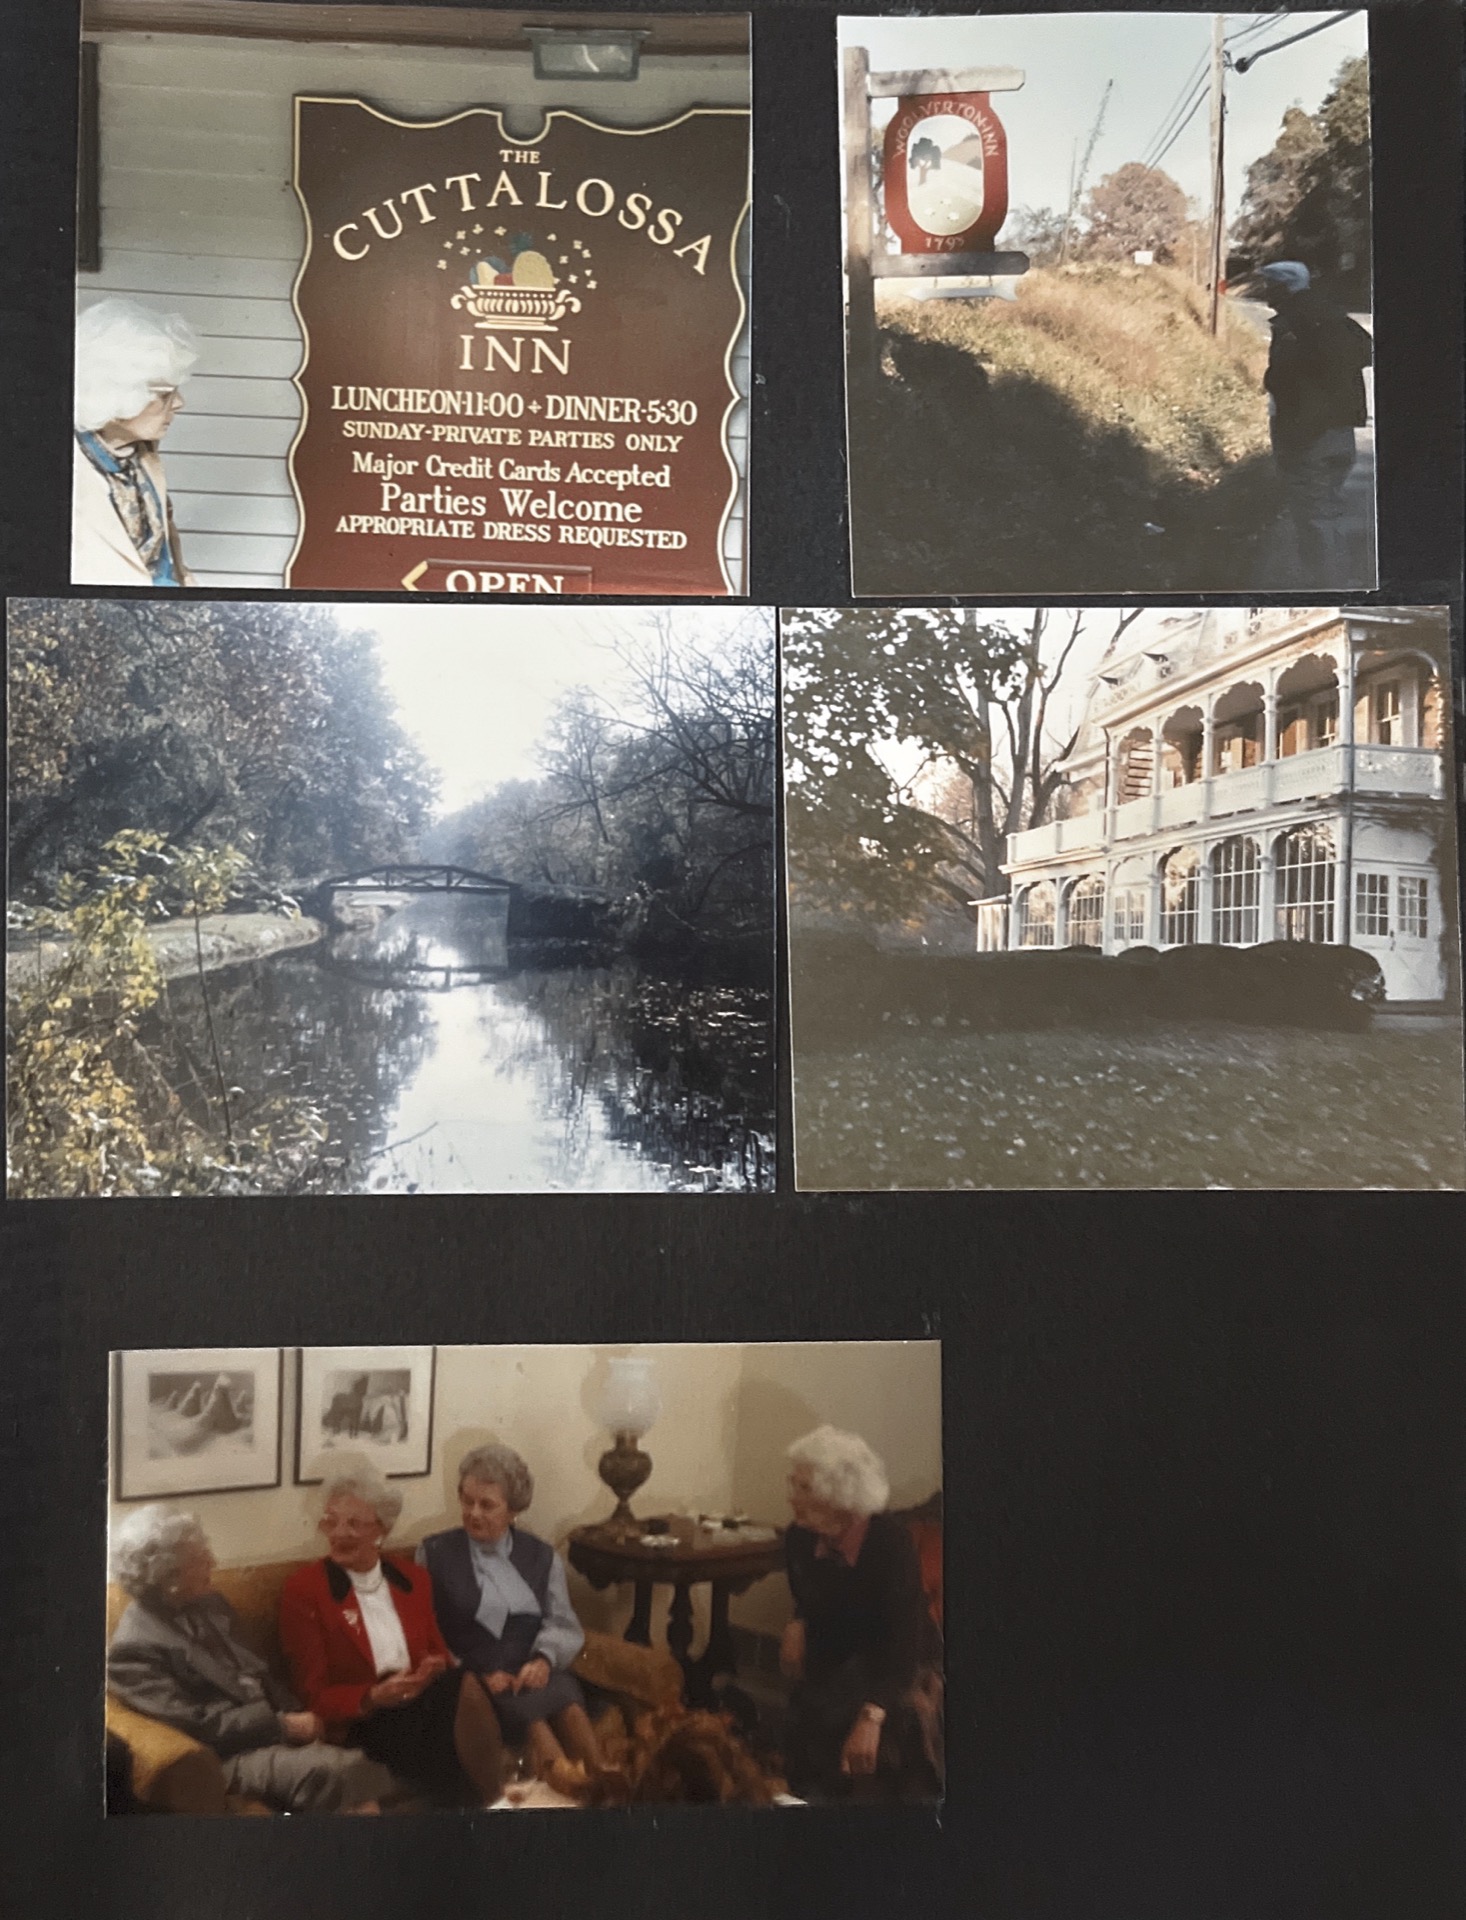 THE
CUTTALOSSA
INN
LUNCHEON·11:00 + DINNER·5:30
SUNDAY-PRIVATE PARTIES ONLY
Major Credit Cards Accepted
Parties Welcome
APPROPRIATE DRESS REQUESTED
OPEN
WOOLVERTON·INN